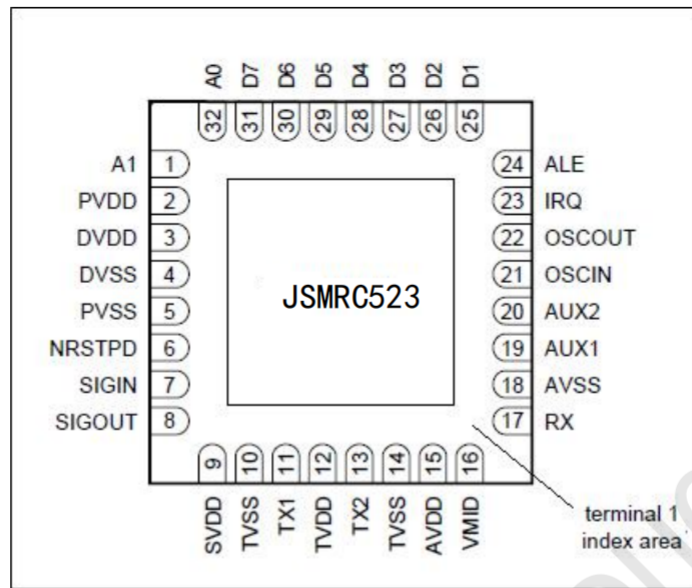 A0 D7 D6 D5 D4 D3 D2 D1
32 31 30 29 28 27 26 25
A1 1 24 ALE
PVDD 2 23 IRQ
DVDD 3 22 OSCOUT
DVSS 4 21 OSCIN
JSMRC523
PVSS 5 20 AUX2
NRSTPD 6 19 AUX1
SIGIN 7 18 AVSS
SIGOUT 8 17 RX
9 10 11 12 13 14 15 16
SVDD TVSS TX1 TVDD TX2 TVSS AVDD VMID
terminal 1
index area